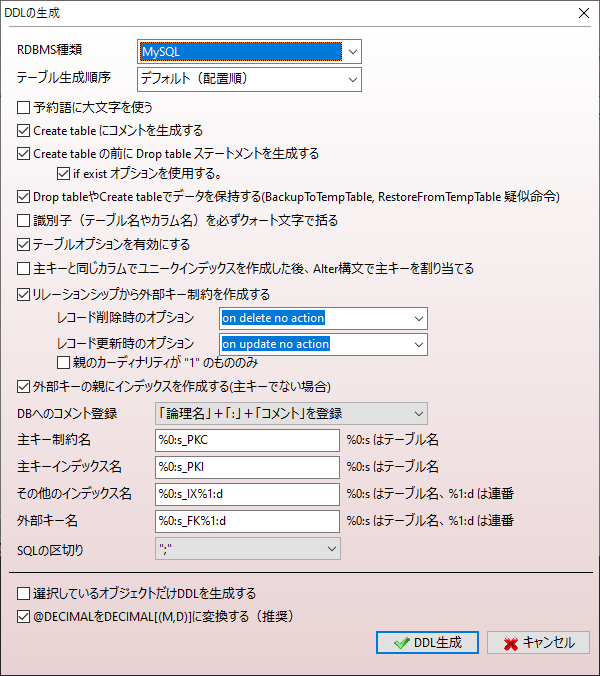 DDLの生成
RDBMS種類 MySQL
テーブル生成順序 デフォルト（配置順）
予約語に大文字を使う
Create table にコメントを生成する
Create table の前に Drop table ステートメントを生成する
if exist オプションを使用する。
Drop tableやCreate tableでデータを保持する(BackupToTempTable, RestoreFromTempTable 疑似命令)
識別子（テーブル名やカラム名）を必ずクォート文字で括る
テーブルオプションを有効にする
主キーと同じカラムでユニークインデックスを作成した後、Alter構文で主キーを割り当てる
リレーションシップから外部キー制約を作成する
レコード削除時のオプション on delete no action
レコード更新時のオプション on update no action
親のカーディナリティが "1" のもののみ
外部キーの親にインデックスを作成する(主キーでない場合)
DBへのコメント登録 「論理名」＋「:」＋「コメント」を登録
主キー制約名 %0:s_PKC %0:s はテーブル名
主キーインデックス名 %0:s_PKI %0:s はテーブル名
その他のインデックス名 %0:s_IX%1:d %0:s はテーブル名、%1:d は連番
外部キー名 %0:s_FK%1:d %0:s はテーブル名、%1:d は連番
SQLの区切り ";"
選択しているオブジェクトだけDDLを生成する
@DECIMALをDECIMAL[(M,D)]に変換する（推奨）
DDL生成 キャンセル